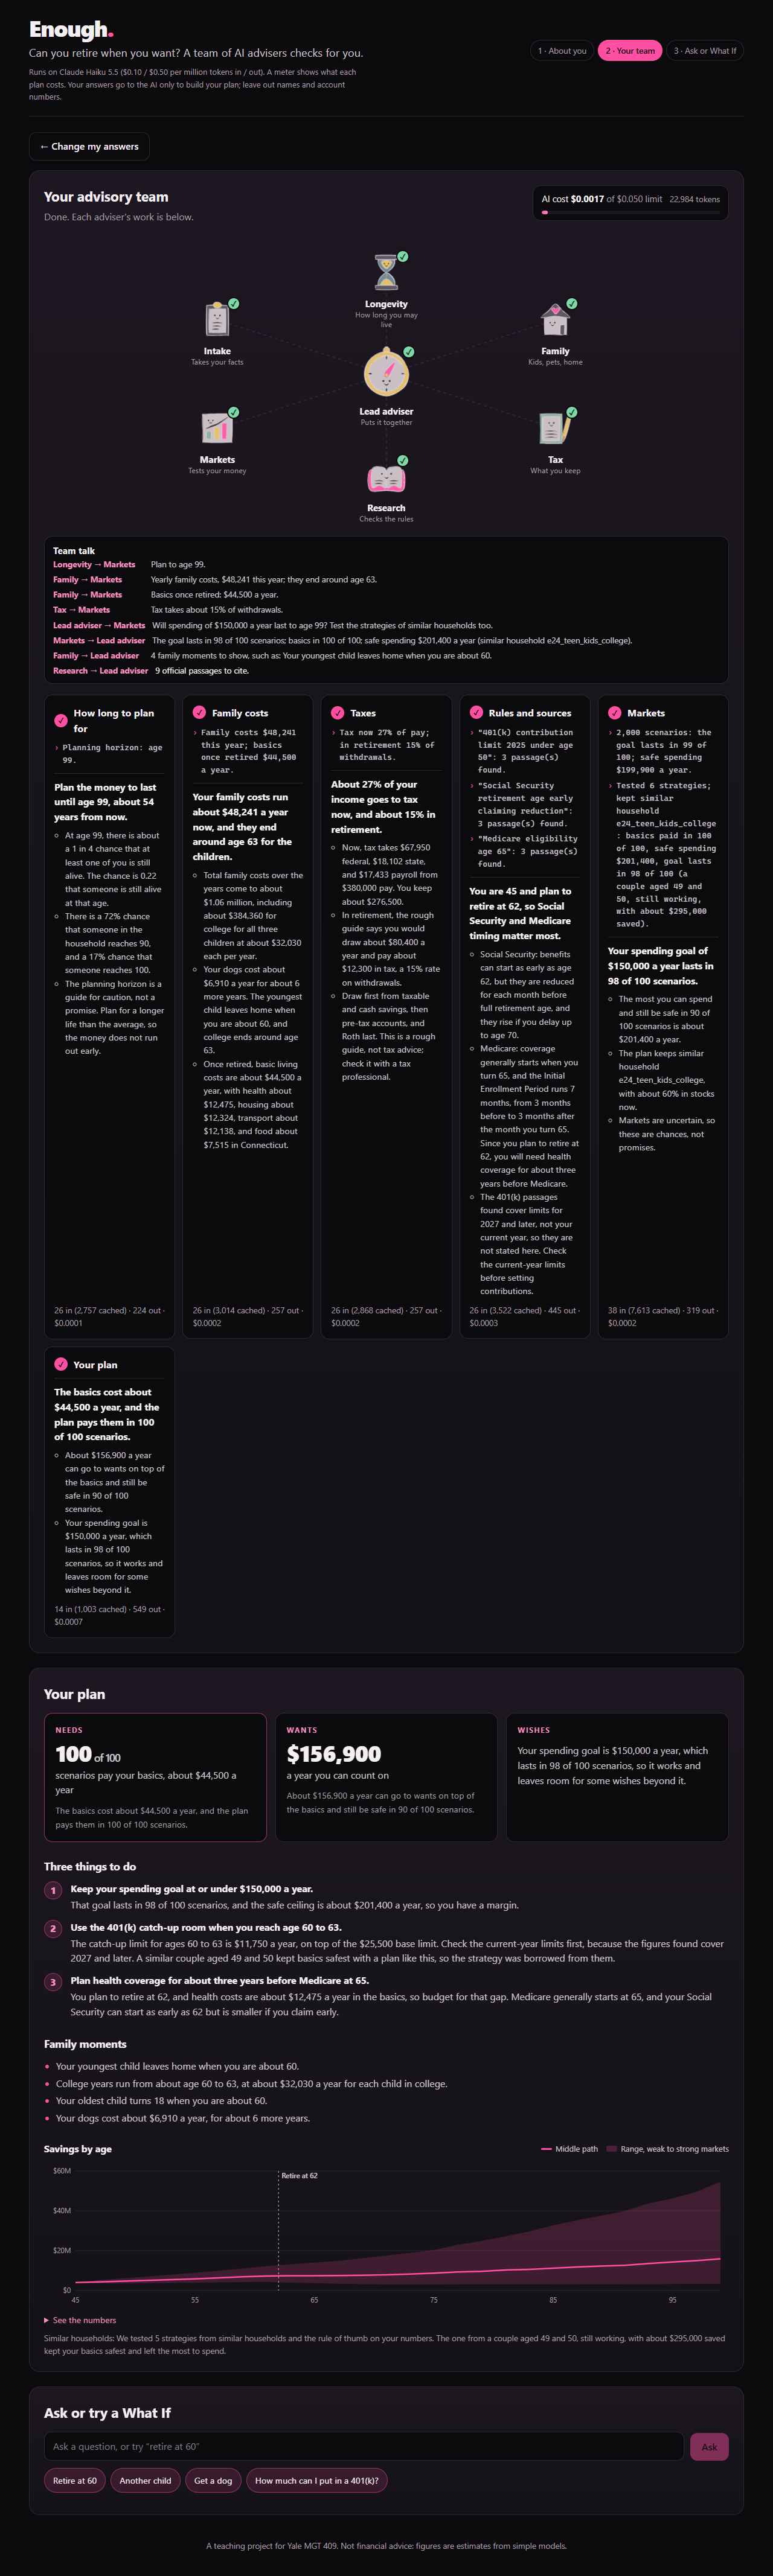 Enough.
Can you retire when you want? A team of AI advisers checks for you.
Runs on Claude Haiku 5.5 ($0.10 / $0.50 per million tokens in / out). A meter shows what each
plan costs. Your answers go to the AI only to build your plan; leave out names and account
numbers.
1 · About you
2 · Your team
3 · Ask or What If
← Change my answers
Your advisory team
Done. Each adviser's work is below.
AI cost $0.0017 of $0.050 limit 22,984 tokens
Longevity
How long you may
live
Intake
Takes your facts
Family
Kids, pets, home
Lead adviser
Puts it together
Markets
Tests your money
Tax
What you keep
Research
Checks the rules
Team talk
Longevity → Markets Plan to age 99.
Family → Markets Yearly family costs, $48,241 this year; they end around age 63.
Family → Markets Basics once retired: $44,500 a year.
Tax → Markets Tax takes about 15% of withdrawals.
Lead adviser → Markets Will spending of $150,000 a year last to age 99? Test the strategies of similar households too.
Markets → Lead adviser The goal lasts in 98 of 100 scenarios; basics in 100 of 100; safe spending $201,400 a year (similar household e24_teen_kids_college).
Family → Lead adviser 4 family moments to show, such as: Your youngest child leaves home when you are about 60.
Research → Lead adviser 9 official passages to cite.
How long to plan
for
› Planning horizon: age
99.
Plan the money to last
until age 99, about 54
years from now.
At age 99, there is about
a 1 in 4 chance that at
least one of you is still
alive. The chance is 0.22
that someone is still alive
at that age.
There is a 72% chance
that someone in the
household reaches 90,
and a 17% chance that
someone reaches 100.
The planning horizon is a
guide for caution, not a
promise. Plan for a longer
life than the average, so
the money does not run
out early.
26 in (2,757 cached) · 224 out ·
$0.0001
Family costs
› Family costs $48,241
this year; basics
once retired $44,500
a year.
Your family costs run
about $48,241 a year
now, and they end
around age 63 for the
children.
Total family costs over the
years come to about
$1.06 million, including
about $384,360 for
college for all three
children at about $32,030
each per year.
Your dogs cost about
$6,910 a year for about 6
more years. The youngest
child leaves home when
you are about 60, and
college ends around age
63.
Once retired, basic living
costs are about $44,500 a
year, with health about
$12,475, housing about
$12,324, transport about
$12,138, and food about
$7,515 in Connecticut.
26 in (3,014 cached) · 257 out ·
$0.0002
Taxes
› Tax now 27% of pay;
in retirement 15% of
withdrawals.
About 27% of your
income goes to tax
now, and about 15% in
retirement.
Now, tax takes $67,950
federal, $18,102 state,
and $17,433 payroll from
$380,000 pay. You keep
about $276,500.
In retirement, the rough
guide says you would
draw about $80,400 a
year and pay about
$12,300 in tax, a 15% rate
on withdrawals.
Draw first from taxable
and cash savings, then
pre-tax accounts, and
Roth last. This is a rough
guide, not tax advice;
check it with a tax
professional.
26 in (2,868 cached) · 257 out ·
$0.0002
Rules and sources
› "401(k) contribution
limit 2025 under age
50": 3 passage(s)
found.
› "Social Security
retirement age early
claiming reduction":
3 passage(s) found.
› "Medicare eligibility
age 65": 3 passage(s)
found.
You are 45 and plan to
retire at 62, so Social
Security and Medicare
timing matter most.
Social Security: benefits
can start as early as age
62, but they are reduced
for each month before
full retirement age, and
they rise if you delay up
to age 70.
Medicare: coverage
generally starts when you
turn 65, and the Initial
Enrollment Period runs 7
months, from 3 months
before to 3 months after
the month you turn 65.
Since you plan to retire at
62, you will need health
coverage for about three
years before Medicare.
The 401(k) passages
found cover limits for
2027 and later, not your
current year, so they are
not stated here. Check
the current-year limits
before setting
contributions.
26 in (3,522 cached) · 445 out ·
$0.0003
Markets
› 2,000 scenarios: the
goal lasts in 99 of
100; safe spending
$199,900 a year.
› Tested 6 strategies;
kept similar
household
e24_teen_kids_college
: basics paid in 100
of 100, safe spending
$201,400, goal lasts
in 98 of 100 (a
couple aged 49 and
50, still working,
with about $295,000
saved).
Your spending goal of
$150,000 a year lasts in
98 of 100 scenarios.
The most you can spend
and still be safe in 90 of
100 scenarios is about
$201,400 a year.
The plan keeps similar
household
e24_teen_kids_college,
with about 60% in stocks
now.
Markets are uncertain, so
these are chances, not
promises.
38 in (7,613 cached) · 319 out ·
$0.0002
Your plan
The basics cost about
$44,500 a year, and the
plan pays them in 100
of 100 scenarios.
About $156,900 a year
can go to wants on top of
the basics and still be
safe in 90 of 100
scenarios.
Your spending goal is
$150,000 a year, which
lasts in 98 of 100
scenarios, so it works and
leaves room for some
wishes beyond it.
14 in (1,003 cached) · 549 out ·
$0.0007
Your plan
NEEDS
100 of 100
scenarios pay your basics, about $44,500 a
year
The basics cost about $44,500 a year, and the plan
pays them in 100 of 100 scenarios.
WANTS
$156,900
a year you can count on
About $156,900 a year can go to wants on top of
the basics and still be safe in 90 of 100 scenarios.
WISHES
Your spending goal is $150,000 a year, which
lasts in 98 of 100 scenarios, so it works and
leaves room for some wishes beyond it.
Three things to do
1 Keep your spending goal at or under $150,000 a year.
That goal lasts in 98 of 100 scenarios, and the safe ceiling is about $201,400 a year, so you have a margin.
2 Use the 401(k) catch-up room when you reach age 60 to 63.
The catch-up limit for ages 60 to 63 is $11,750 a year, on top of the $25,500 base limit. Check the current-year limits first, because the figures found cover
2027 and later. A similar couple aged 49 and 50 kept basics safest with a plan like this, so the strategy was borrowed from them.
3 Plan health coverage for about three years before Medicare at 65.
You plan to retire at 62, and health costs are about $12,475 a year in the basics, so budget for that gap. Medicare generally starts at 65, and your Social
Security can start as early as 62 but is smaller if you claim early.
Family moments
Your youngest child leaves home when you are about 60.
College years run from about age 60 to 63, at about $32,030 a year for each child in college.
Your oldest child turns 18 when you are about 60.
Your dogs cost about $6,910 a year, for about 6 more years.
Savings by age
Middle path
Range, weak to strong markets
$60M
Retire at 62
$40M
$20M
$0
45 55 65 75 85 95
▶ See the numbers
Similar households: We tested 5 strategies from similar households and the rule of thumb on your numbers. The one from a couple aged 49 and 50, still working, with about $295,000 saved
kept your basics safest and left the most to spend.
Ask or try a What If
Ask a question, or try "retire at 60"
Ask
Retire at 60
Another child
Get a dog
How much can I put in a 401(k)?
A teaching project for Yale MGT 409. Not financial advice: figures are estimates from simple models.